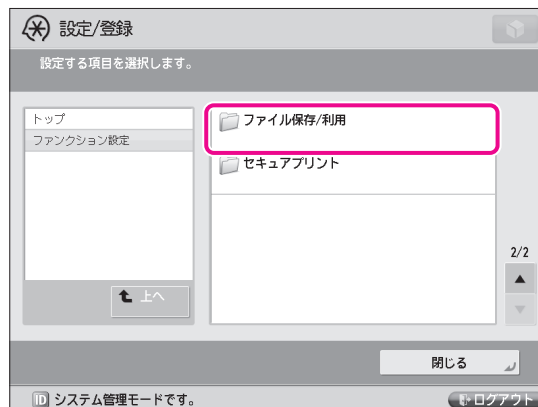 設定/登録
設定する項目を選択します。
トップ
ファンクション設定
ファイル保存/利用
セキュアプリント
2/2
上へ
閉じる
ID システム管理モードです。
ログアウト